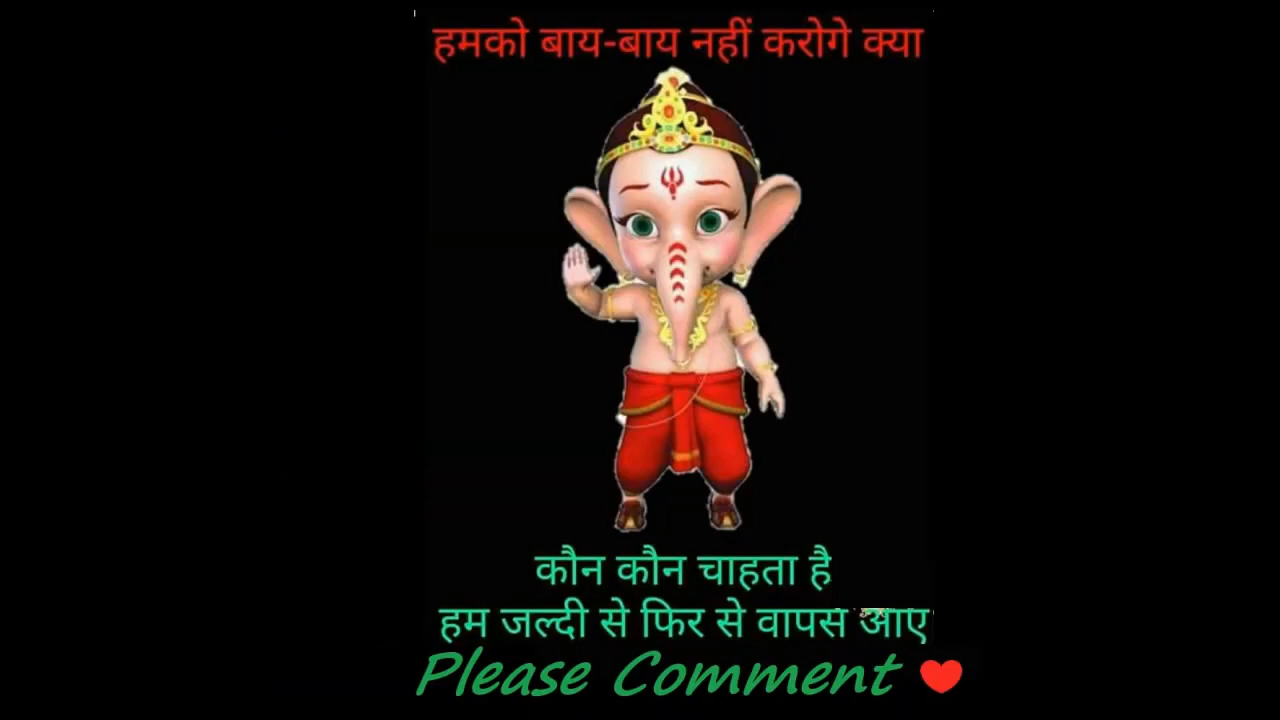 हमको बाय-बाय नहीं करोगे क्या
कौन कौन चाहता है
हम जल्दी से फिर से वापस आए
Please Comment